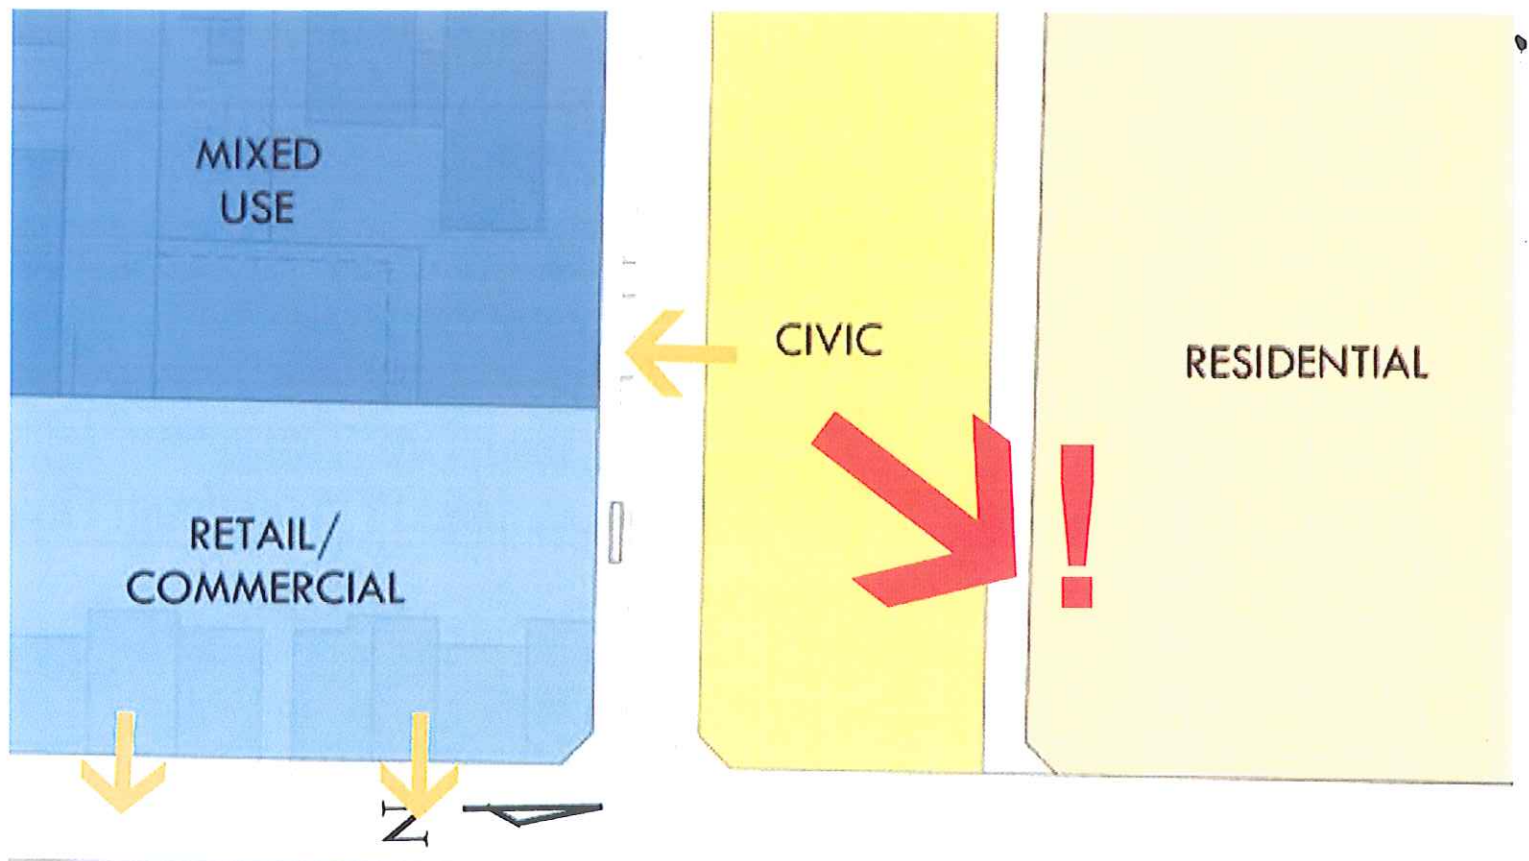 MIXED
USE
CIVIC
RESIDENTIAL
!
RETAIL/
COMMERCIAL
N